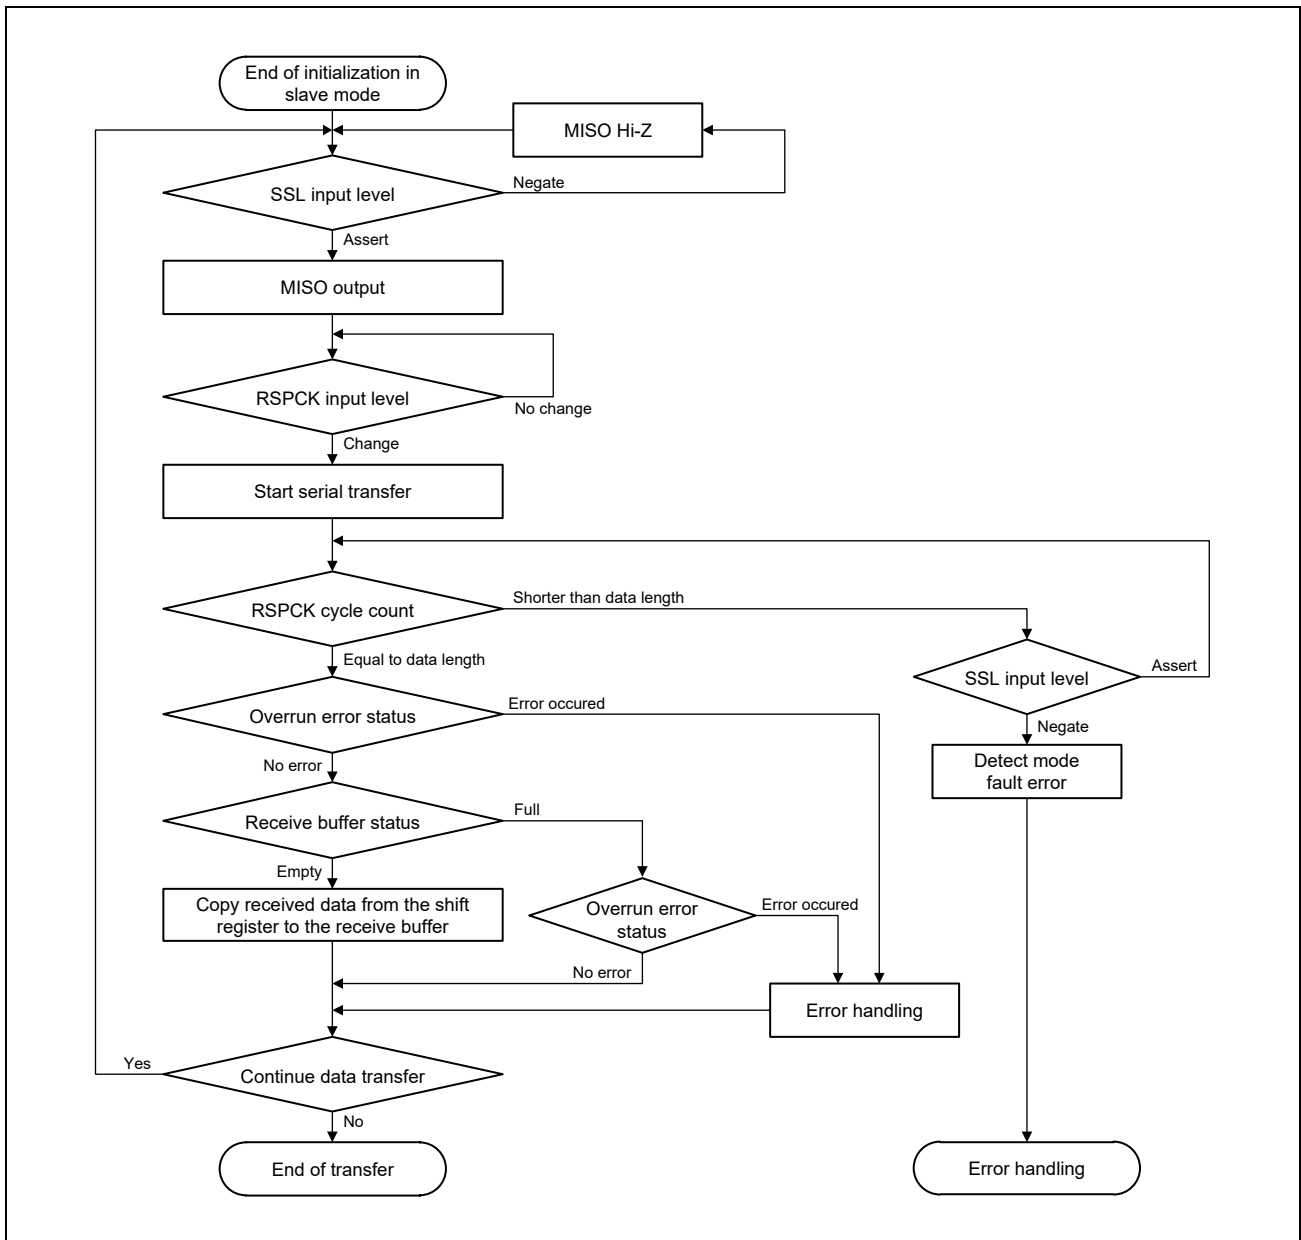 End of initialization in
slave mode
MISO Hi-Z
SSL input level
Negate
Assert
MISO output
RSPCK input level
No change
Change
Start serial transfer
RSPCK cycle count
Shorter than data length
Equal to data length
SSL input level
Assert
Negate
Overrun error status
Error occured
No error
Detect mode
fault error
Receive buffer status
Full
Empty
Copy received data from the shift
register to the receive buffer
Overrun error
status
Error occured
No error
Error handling
Yes
Continue data transfer
No
End of transfer
Error handling